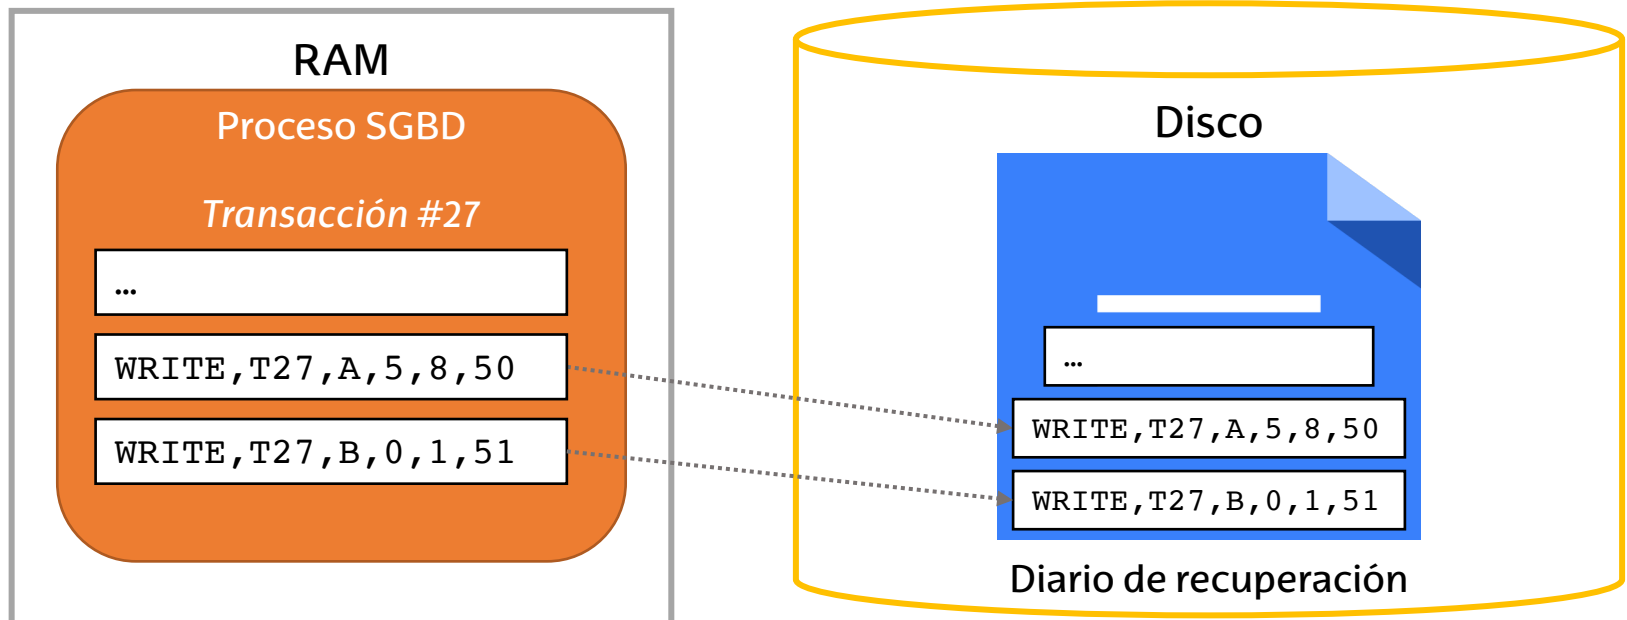 RAM
Proceso SGBD
Transacción #27
…
WRITE,T27,A,5,8,50
WRITE,T27,B,0,1,51
Disco
…
WRITE,T27,A,5,8,50
WRITE,T27,B,0,1,51
Diario de recuperación